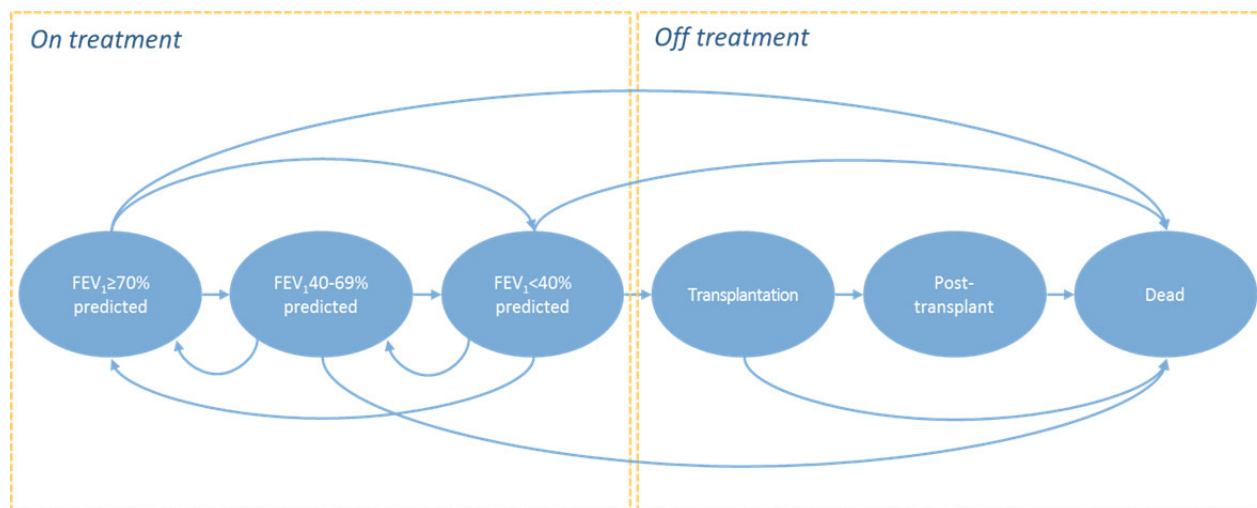 On treatment
Off treatment
FEV₁≥70%
predicted
FEV₁40-69%
predicted
FEV₁<40%
predicted
Transplantation
Post-
transplant
Dead